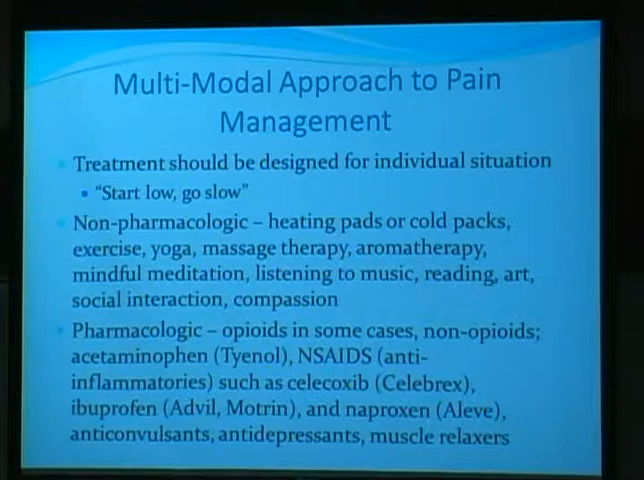 Multi-Modal Approach to Pain
Management
Treatment should be designed for individual situation
• "Start low, go slow"
Non-pharmacologic – heating pads or cold packs,
exercise, yoga, massage therapy, aromatherapy,
mindful meditation, listening to music, reading, art,
social interaction, compassion
Pharmacologic – opioids in some cases, non-opioids;
acetaminophen (Tyenol), NSAIDS (anti-
inflammatories) such as celecoxib (Celebrex),
ibuprofen (Advil, Motrin), and naproxen (Aleve),
anticonvulsants, antidepressants, muscle relaxers